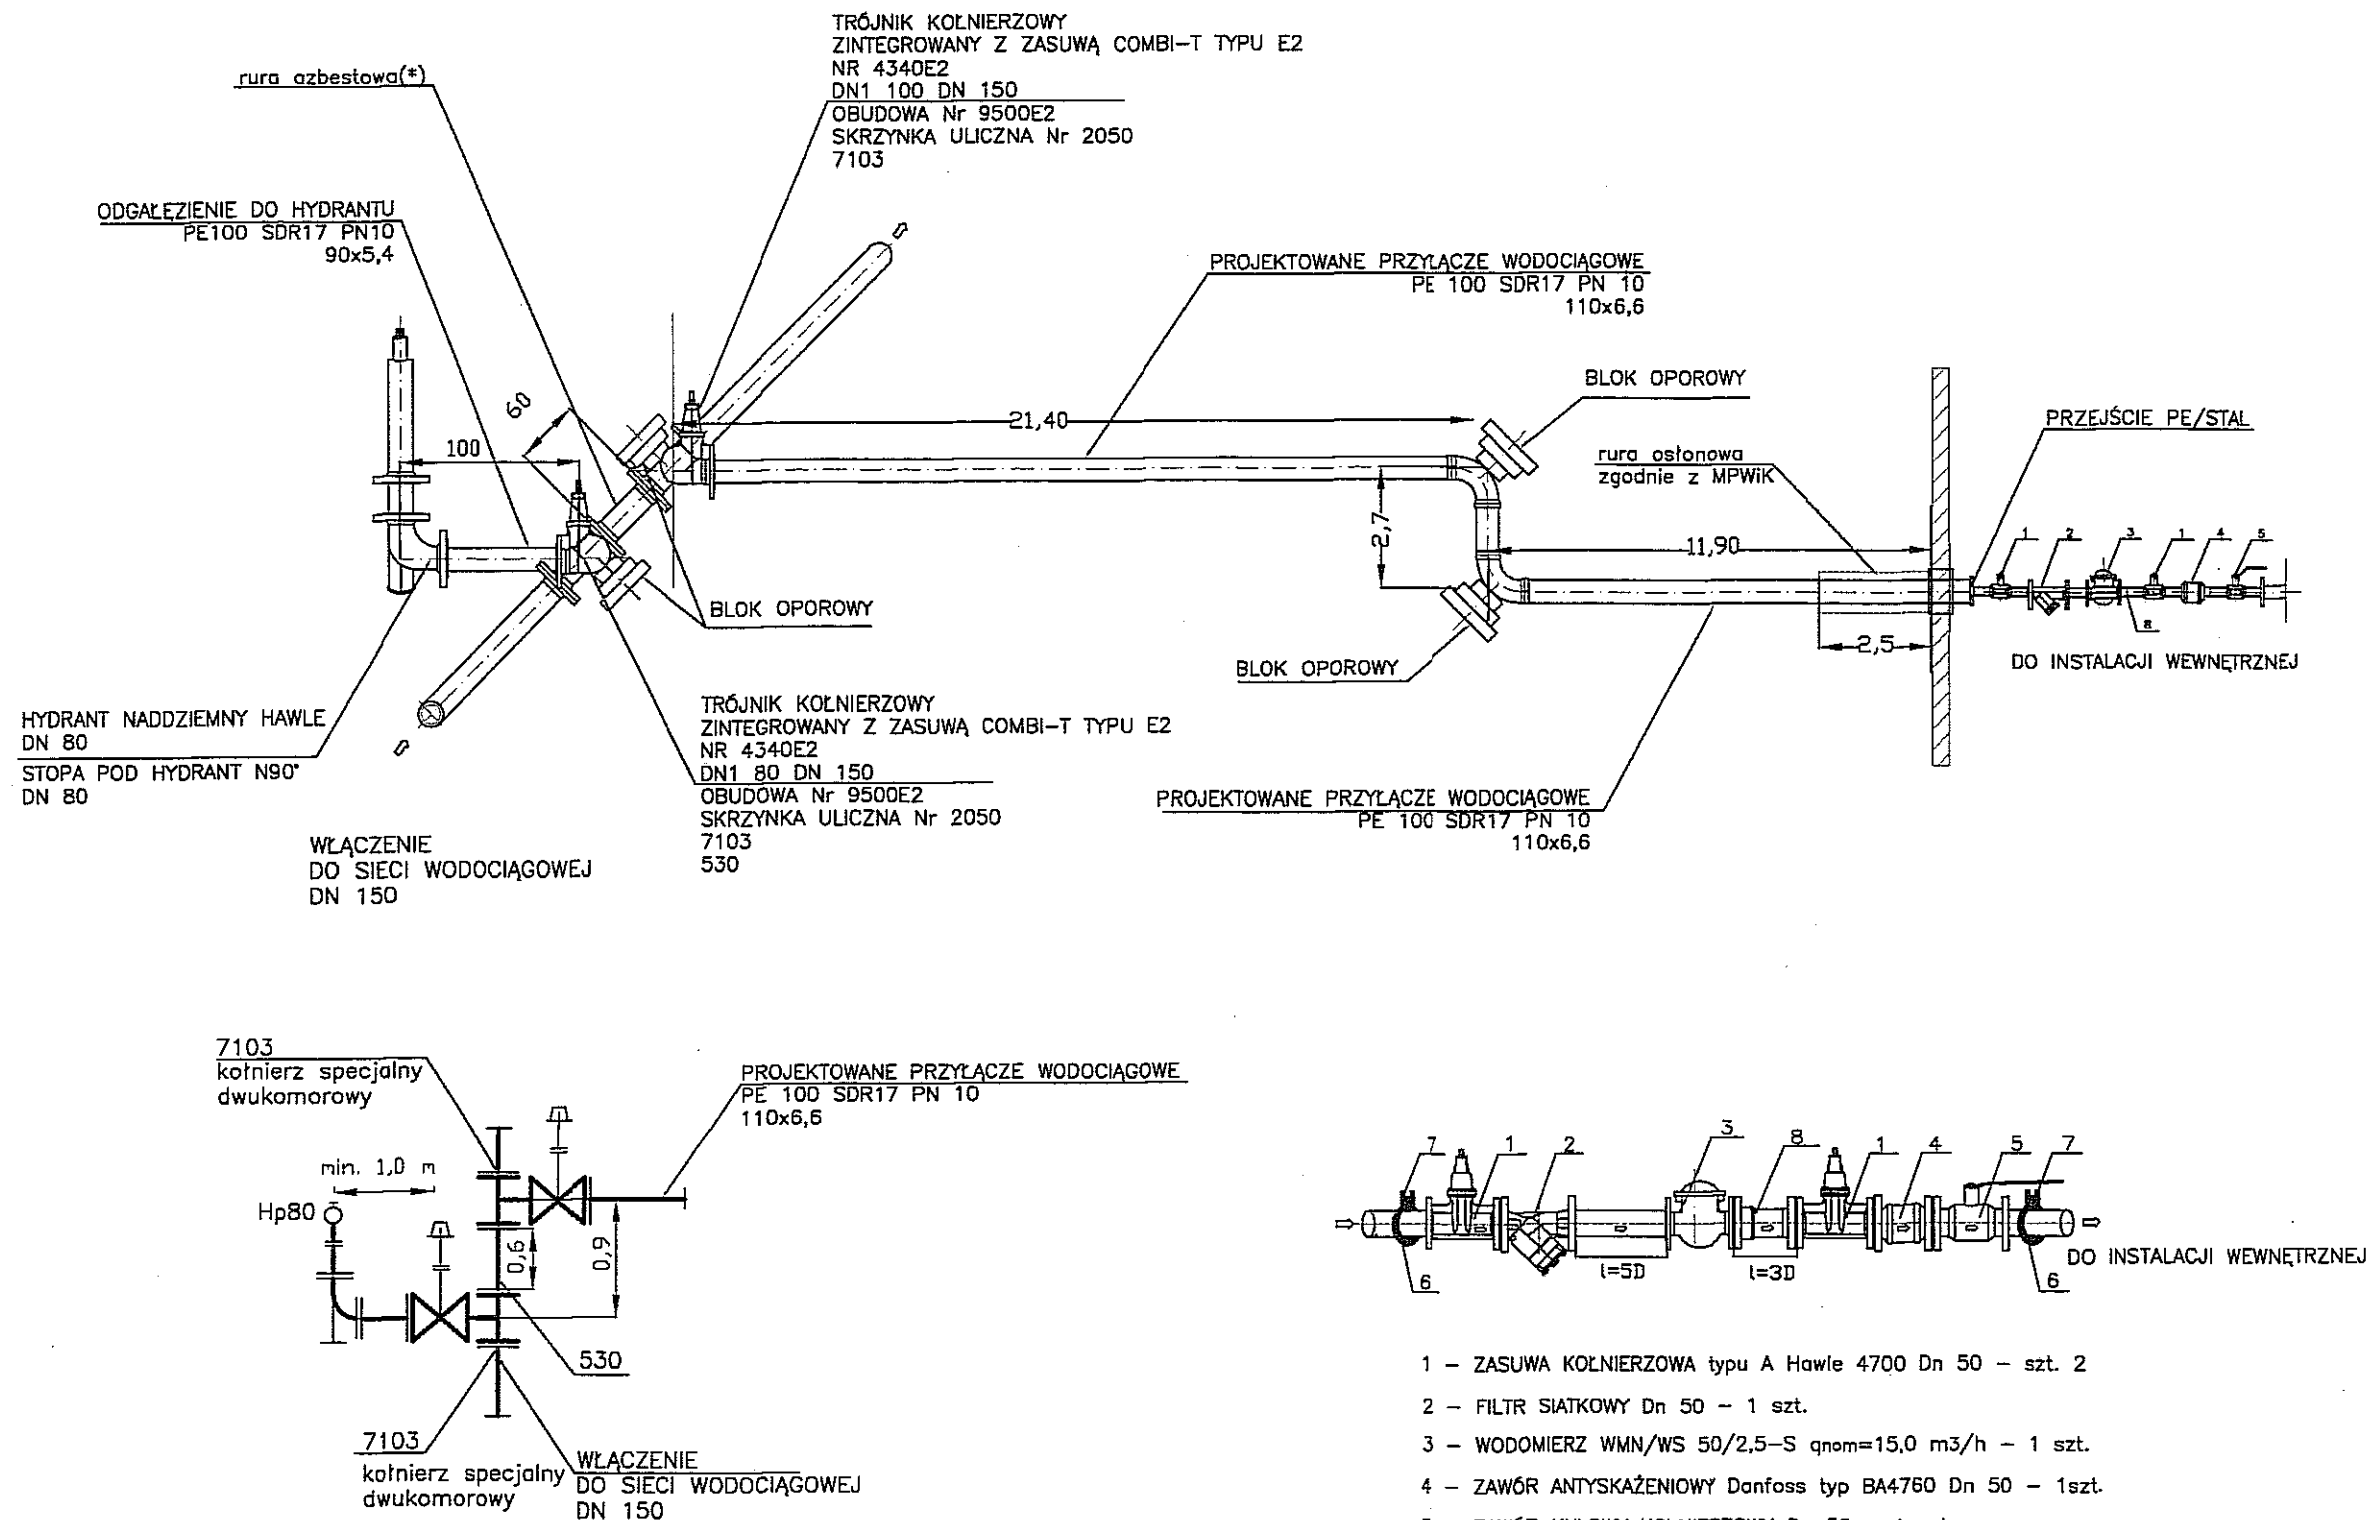 TRÓJNIK KOŁNIERZOWY
ZINTEGROWANY Z ZASUWĄ COMBI-T TYPU E2
NR 4340E2
DN1 100 DN 150
OBUDOWA Nr 9500E2
SKRZYNKA ULICZNA Nr 2050
7103
rura azbestowa(*)
ODGAŁĘZIENIE DO HYDRANTU
PE100 SDR17 PN10
90x5,4
PROJEKTOWANE PRZYŁĄCZE WODOCIĄGOWE
PE 100 SDR17 PN 10
110x6,6
BLOK OPOROWY
PRZEJŚCIE PE/STAL
rura osłonowa
zgodnie z MPWiK
60
100
21,40
2,7
11,90
2,5
1
2
3
1
4
5
8
DO INSTALACJI WEWNĘTRZNEJ
BLOK OPOROWY
BLOK OPOROWY
HYDRANT NADDZIEMNY HAWLE
DN 80
STOPA POD HYDRANT N90°
DN 80
TRÓJNIK KOŁNIERZOWY
ZINTEGROWANY Z ZASUWĄ COMBI-T TYPU E2
NR 4340E2
DN1 80 DN 150
OBUDOWA Nr 9500E2
SKRZYNKA ULICZNA Nr 2050
7103
530
WŁĄCZENIE
DO SIECI WODOCIĄGOWEJ
DN 150
PROJEKTOWANE PRZYŁĄCZE WODOCIĄGOWE
PE 100 SDR17 PN 10
110x6,6
7103
kołnierz specjalny
dwukomorowy
PROJEKTOWANE PRZYŁĄCZE WODOCIĄGOWE
PE 100 SDR17 PN 10
110x6,6
min. 1,0 m
Hp80
0,6
0,9
530
7103
kołnierz specjalny
dwukomorowy
WŁĄCZENIE
DO SIECI WODOCIĄGOWEJ
DN 150
7
1
2
3
8
1
4
5
7
6
l=5D
l=3D
6
DO INSTALACJI WEWNĘTRZNEJ
1 - ZASUWA KOŁNIERZOWA typu A Hawle 4700 Dn 50 - szt. 2
2 - FILTR SIATKOWY Dn 50 - 1 szt.
3 - WODOMIERZ WMN/WS 50/2,5-S qnom=15,0 m3/h - 1 szt.
4 - ZAWÓR ANTYSKAŻENIOWY Danfoss typ BA4760 Dn 50 - 1szt.